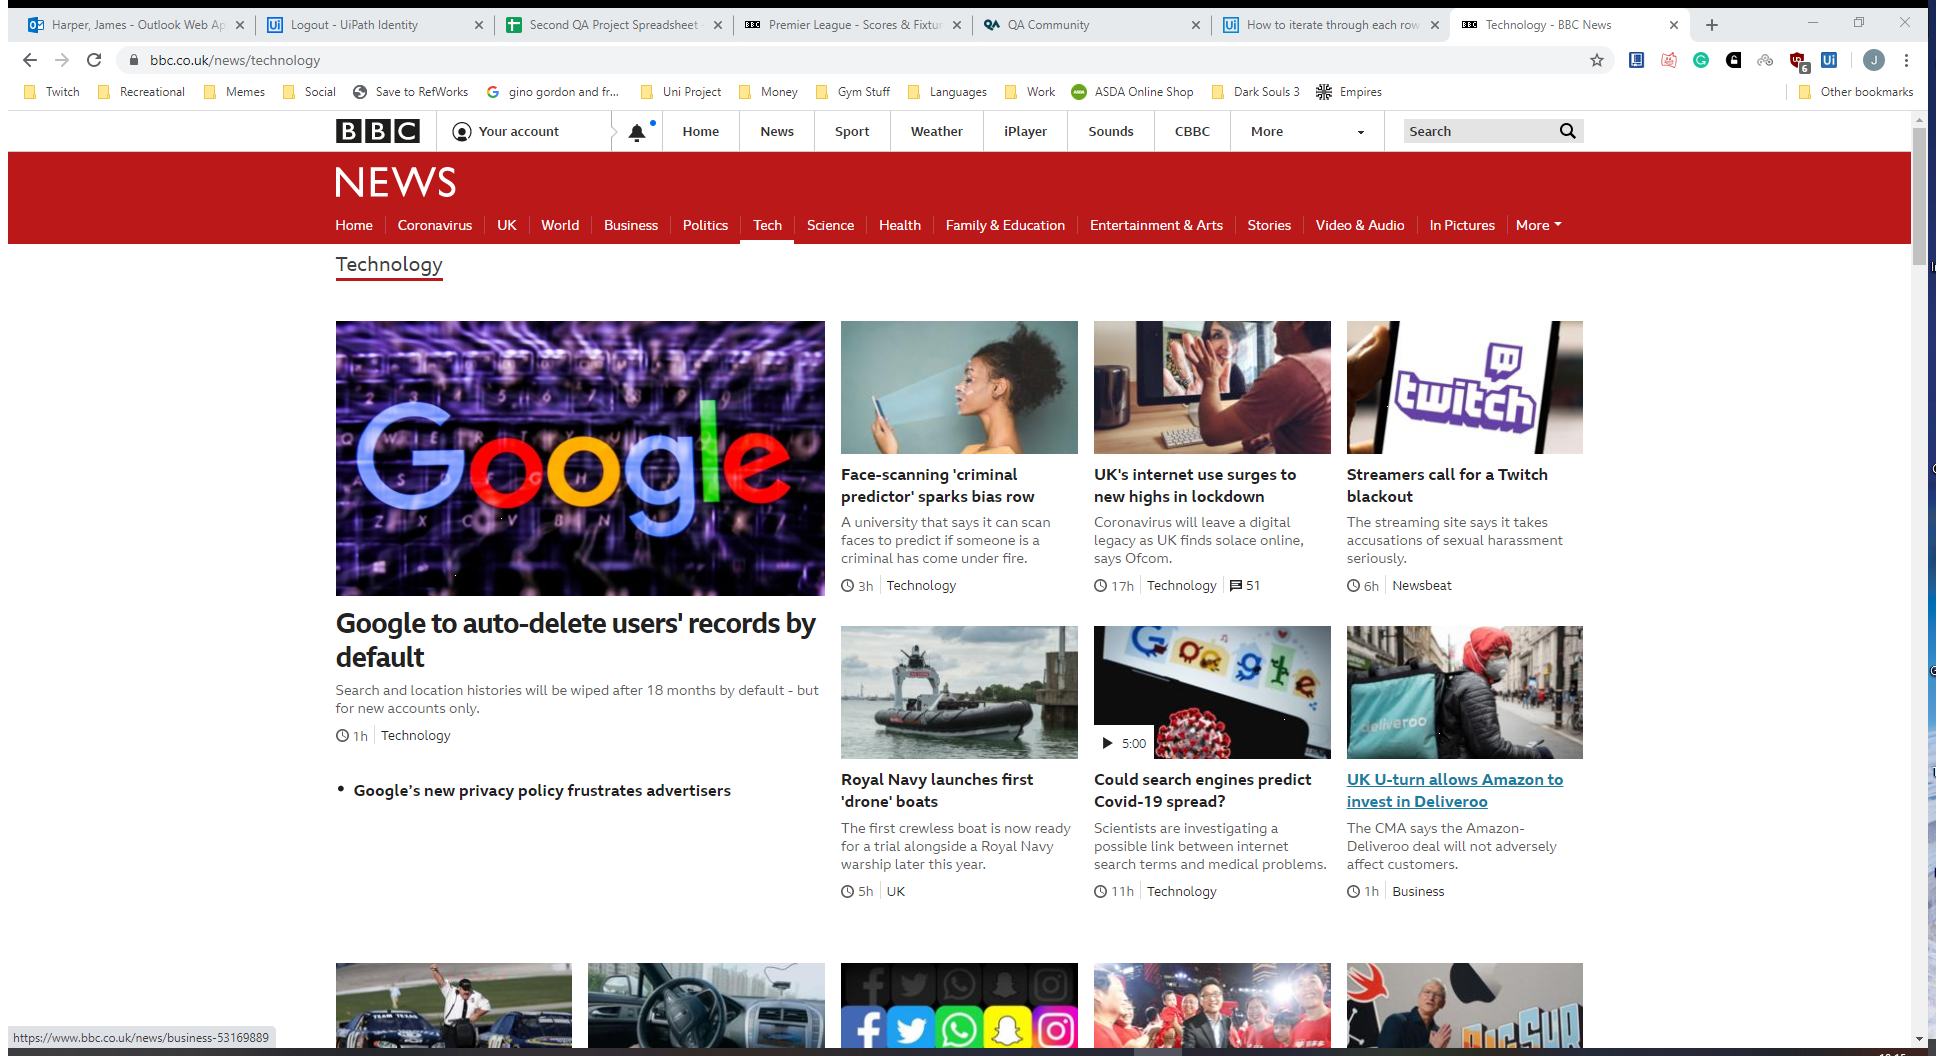 Harper, James - Outlook Web Ap
Logout - UiPath Identity
Second QA Project Spreadsheet
Premier League - Scores & Fixtur
QA Community
How to iterate through each row
Technology - BBC News
bbc.co.uk/news/technology
6
Ui
J
Twitch
Recreational
Memes
Social
Save to RefWorks
gino gordon and fr...
Uni Project
Money
Gym Stuff
Languages
Work
ASDA Online Shop
Dark Souls 3
Empires
Other bookmarks
BBC
Your account
Home
News
Sport
Weather
iPlayer
Sounds
CBBC
More
Search
NEWS
Home
Coronavirus
UK
World
Business
Politics
Tech
Science
Health
Family & Education
Entertainment & Arts
Stories
Video & Audio
In Pictures
More
Technology
Google
Google to auto-delete users' records by
default
Search and location histories will be wiped after 18 months by default - but
for new accounts only.
1h Technology
• Google’s new privacy policy frustrates advertisers
Face-scanning 'criminal
predictor' sparks bias row
A university that says it can scan
faces to predict if someone is a
criminal has come under fire.
3h Technology
UK's internet use surges to
new highs in lockdown
Coronavirus will leave a digital
legacy as UK finds solace online,
says Ofcom.
17h Technology 51
twitch
Streamers call for a Twitch
blackout
The streaming site says it takes
accusations of sexual harassment
seriously.
6h Newsbeat
Royal Navy launches first
'drone' boats
The first crewless boat is now ready
for a trial alongside a Royal Navy
warship later this year.
5h UK
Google
5:00
Could search engines predict
Covid-19 spread?
Scientists are investigating a
possible link between internet
search terms and medical problems.
11h Technology
deliveroo
UK U-turn allows Amazon to
invest in Deliveroo
The CMA says the Amazon-
Deliveroo deal will not adversely
affect customers.
1h Business
TEAM TEXAS
BIG SUR
https://www.bbc.co.uk/news/business-53169889